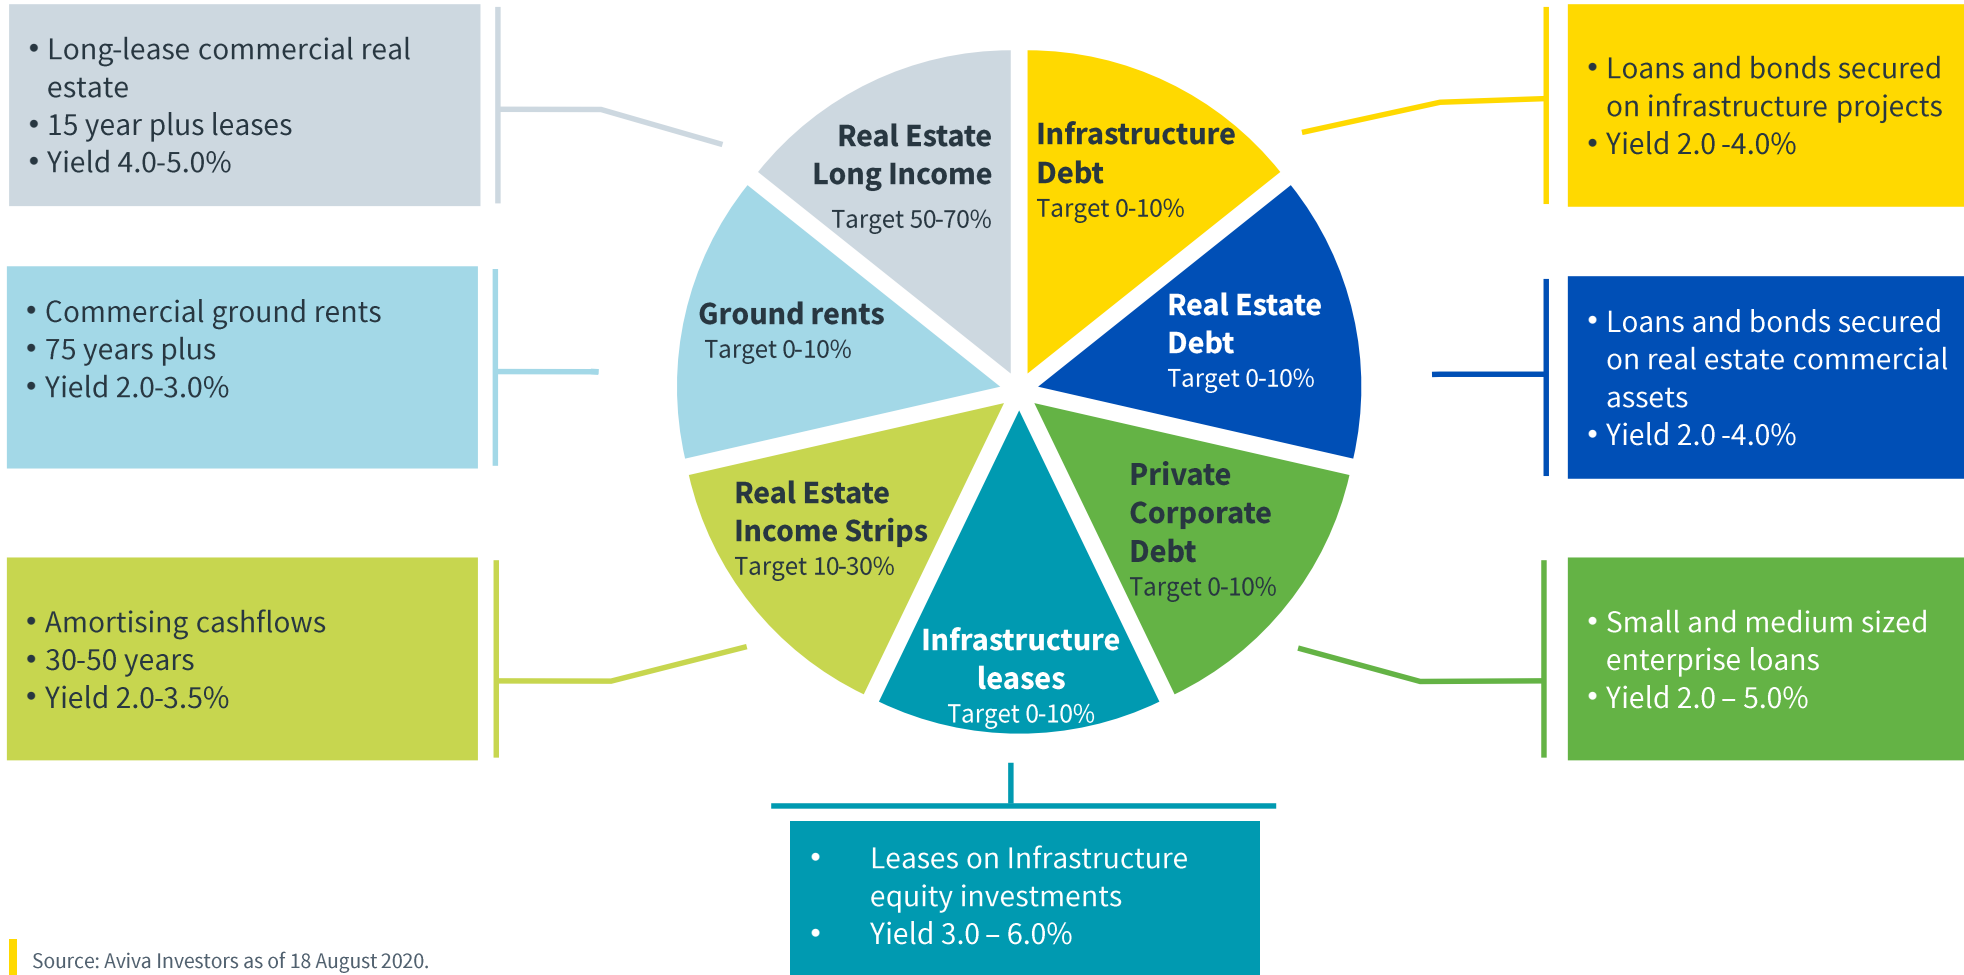 • Long-lease commercial real
estate
• 15 year plus leases
• Yield 4.0-5.0%
• Commercial ground rents
• 75 years plus
• Yield 2.0-3.0%
• Amortising cashflows
• 30-50 years
• Yield 2.0-3.5%
Real Estate
Long Income
Target 50-70%
Infrastructure
Debt
Target 0-10%
Ground rents
Target 0-10%
Real Estate
Debt
Target 0-10%
Real Estate
Income Strips
Target 10-30%
Private
Corporate
Debt
Target 0-10%
Infrastructure
leases
Target 0-10%
• Loans and bonds secured
on infrastructure projects
• Yield 2.0 -4.0%
• Loans and bonds secured
on real estate commercial
assets
• Yield 2.0 -4.0%
• Small and medium sized
enterprise loans
• Yield 2.0 – 5.0%
• Leases on Infrastructure
equity investments
• Yield 3.0 – 6.0%
Source: Aviva Investors as of 18 August 2020.